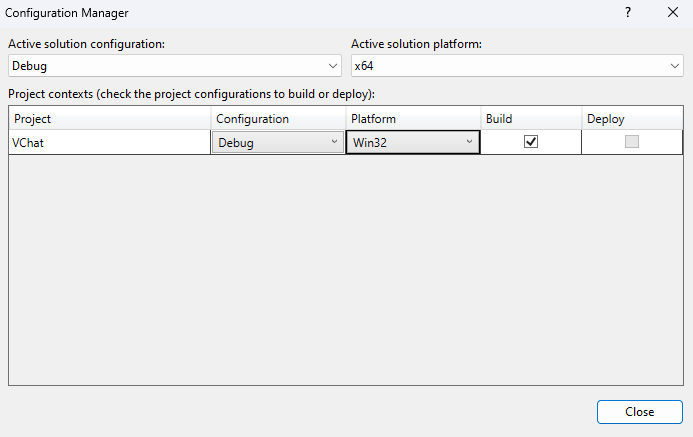 Configuration Manager ?
Active solution configuration: Active solution platform:
Debug x64
Project contexts (check the project configurations to build or deploy):
Project Configuration Platform Build Deploy
VChat Debug Win32
Close